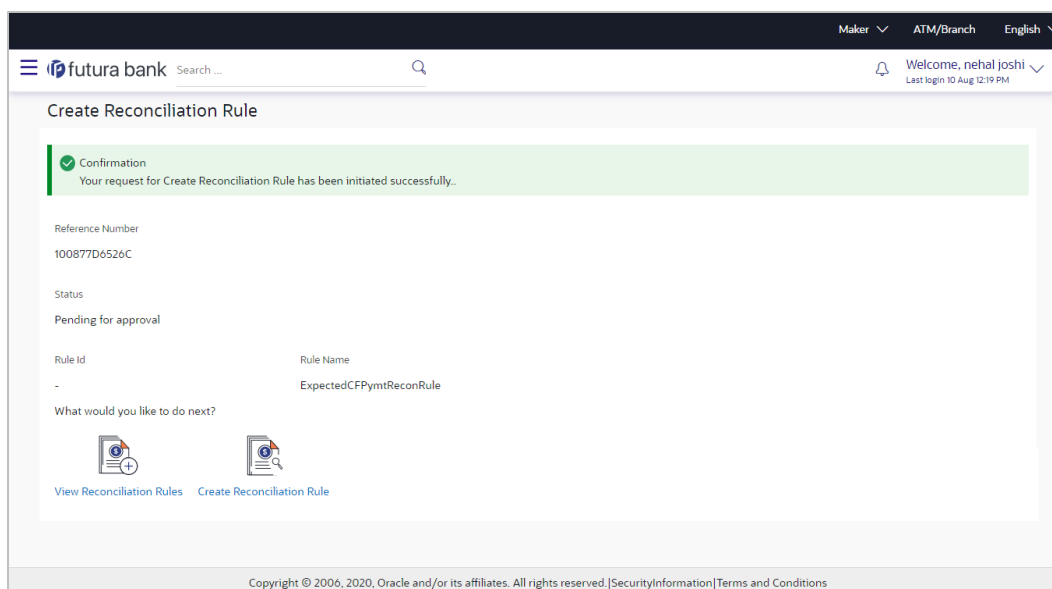 Maker ATM/Branch English
futura bank Search ... Welcome, nehal joshi
Last login 10 Aug 12:19 PM
Create Reconciliation Rule
Confirmation
Your request for Create Reconciliation Rule has been initiated successfully..
Reference Number
100877D6526C
Status
Pending for approval
Rule Id Rule Name
- ExpectedCFPymtReconRule
What would you like to do next?
View Reconciliation Rules Create Reconciliation Rule
Copyright © 2006, 2020, Oracle and/or its affiliates. All rights reserved.|SecurityInformation|Terms and Conditions